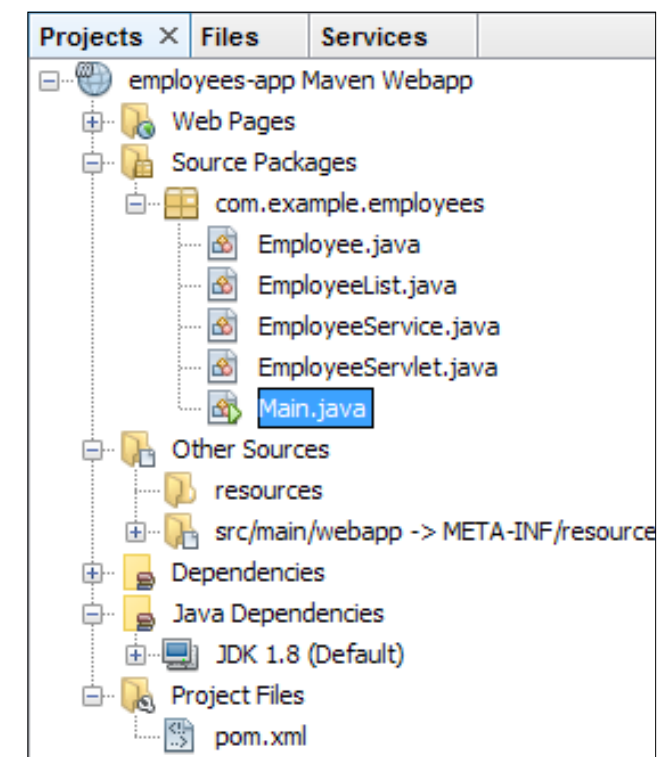 Projects × Files Services
employees-app Maven Webapp
Web Pages
Source Packages
com.example.employees
Employee.java
EmployeeList.java
EmployeeService.java
EmployeeServlet.java
Main.java
Other Sources
resources
src/main/webapp -> META-INF/resource
Dependencies
Java Dependencies
JDK 1.8 (Default)
Project Files
pom.xml